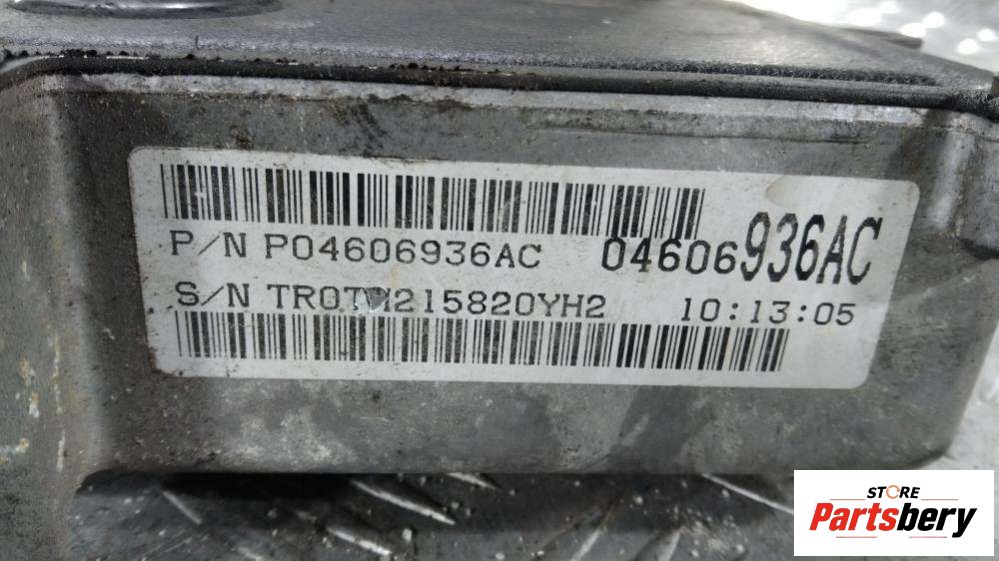 P/N P04606936AC 04606936AC
S/N 10:13:05
STORE
Partsbery